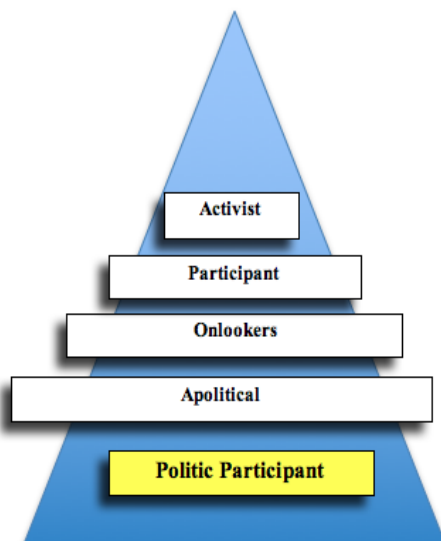 Activist
Participant
Onlookers
Apolitical
Politic Participant